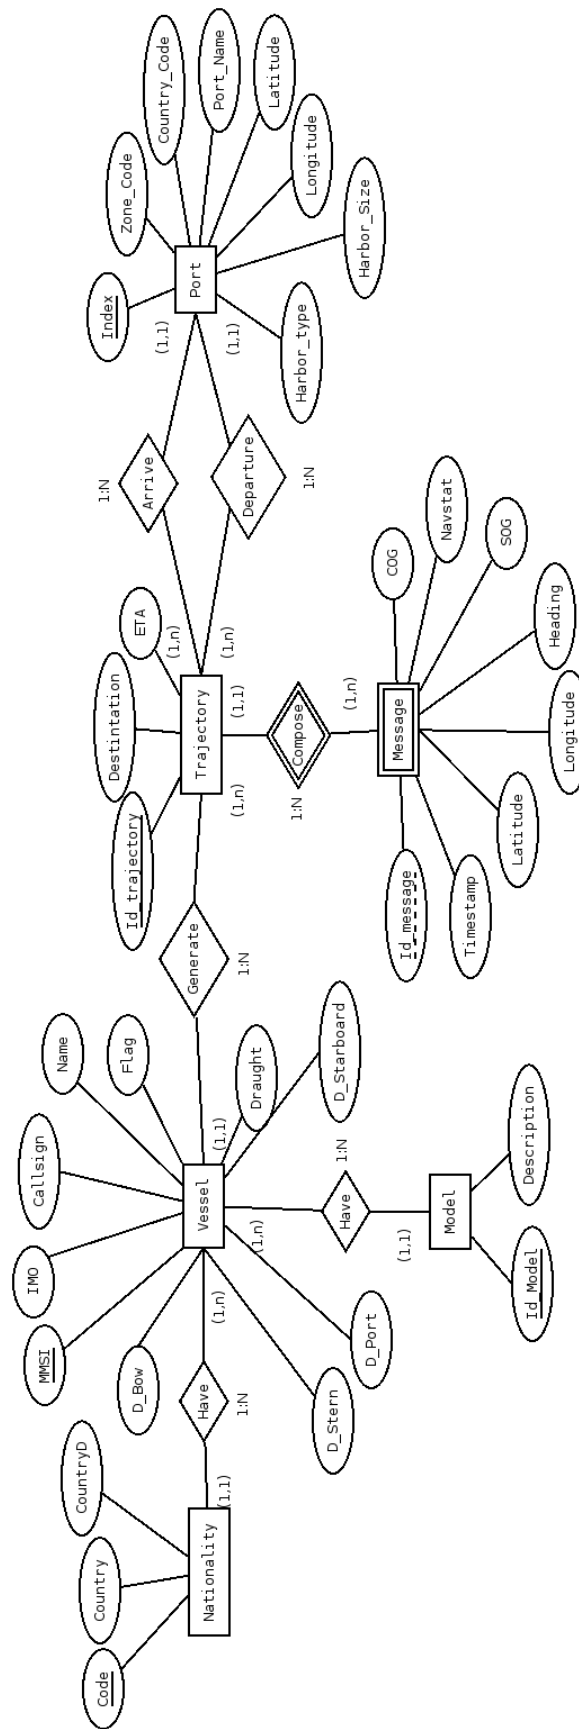 Code
Country
CountryD
Nationality
(1,1)
Have
1:N
(1,n)
MMSI
IMO
Callsign
Name
Flag
D_Bow
Vessel
D_Stern
D_Port
Draught
D_Starboard
(1,1)
(1,n)
Have
1:N
(1,1)
Model
Id_Model
Description
Generate
1:N
(1,n)
Id_trajectory
Destintation
ETA
Trajectory
(1,1)
Compose
1:N
(1,n)
Message
Id_message
Timestamp
Latitude
Longitude
Heading
SOG
Navstat
COG
(1,n)
(1,n)
Arrive
1:N
Departure
1:N
(1,1)
(1,1)
Port
Index
Zone_Code
Country_Code
Port_Name
Latitude
Longitude
Harbor_Size
Harbor_type